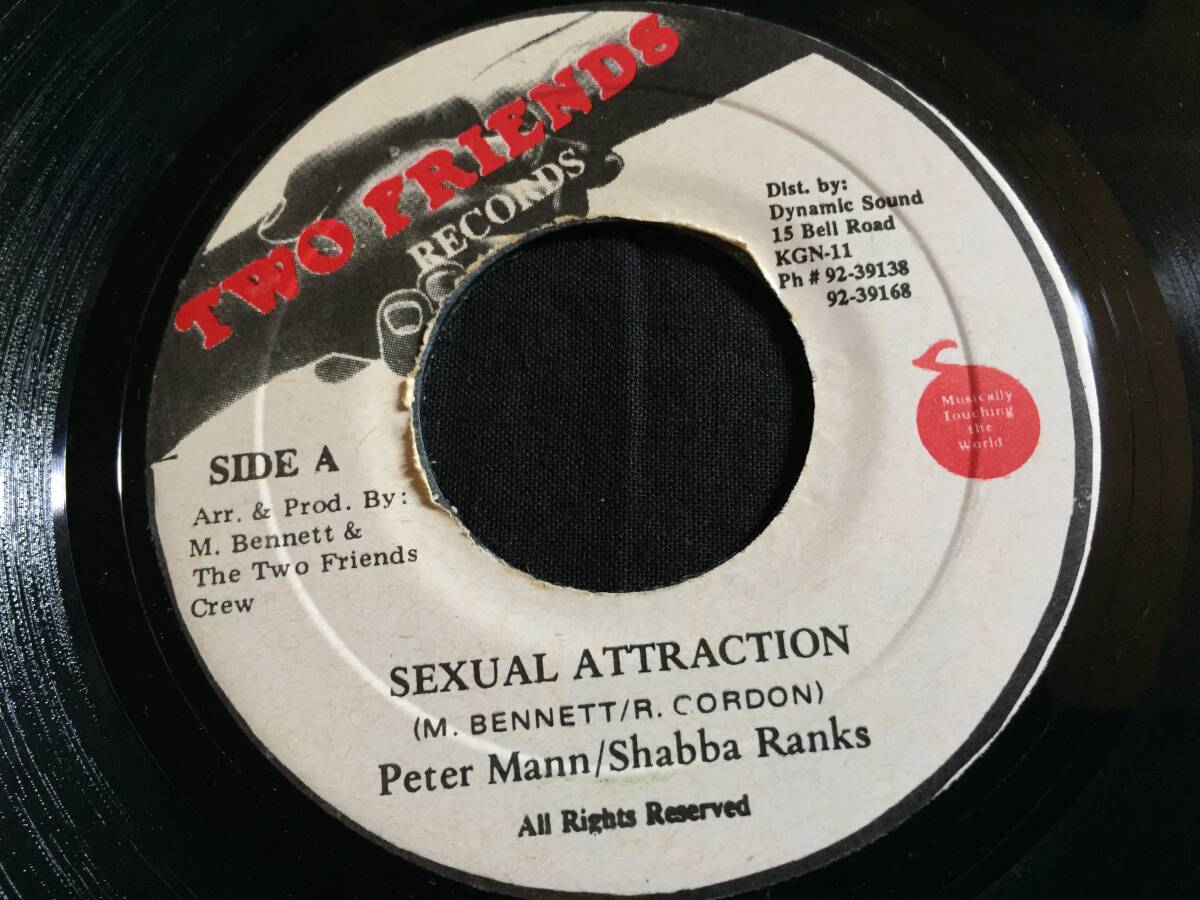 TWO FRIENDS
RECORDS
Dist. by:
Dynamic Sound
15 Bell Road
KGN-11
Ph # 92-39138
92-39168
Musically
Touching
the
World
SIDE A
Arr. & Prod. By:
M. Bennett &
The Two Friends
Crew
SEXUAL ATTRACTION
(M. BENNETT/R. CORDON)
Peter Mann/Shabba Ranks
All Rights Reserved